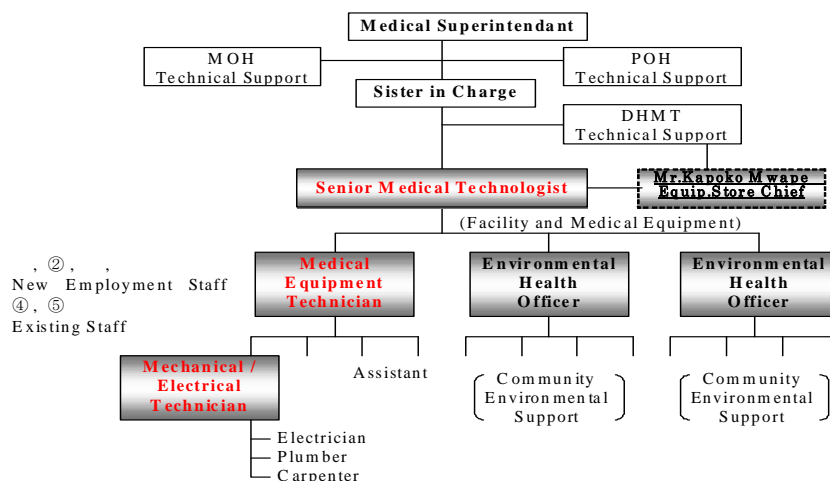 Medical Superintendant
MOH
Technical Support
POH
Technical Support
Sister in Charge
DHMT
Technical Support
Senior Medical Technologist
Mr.Kapoko Mwape
Equip.Store Chief
(Facility and Medical Equipment)
, ②, ,
New Employment Staff
④, ⑤
Existing Staff
Medical
Equipment
Technician
Environmental
Health
Officer
Environmental
Health
Officer
Mechanical /
Electrical
Technician
Assistant
Community
Environmental
Support
Community
Environmental
Support
Electrician
Plumber
Carpenter